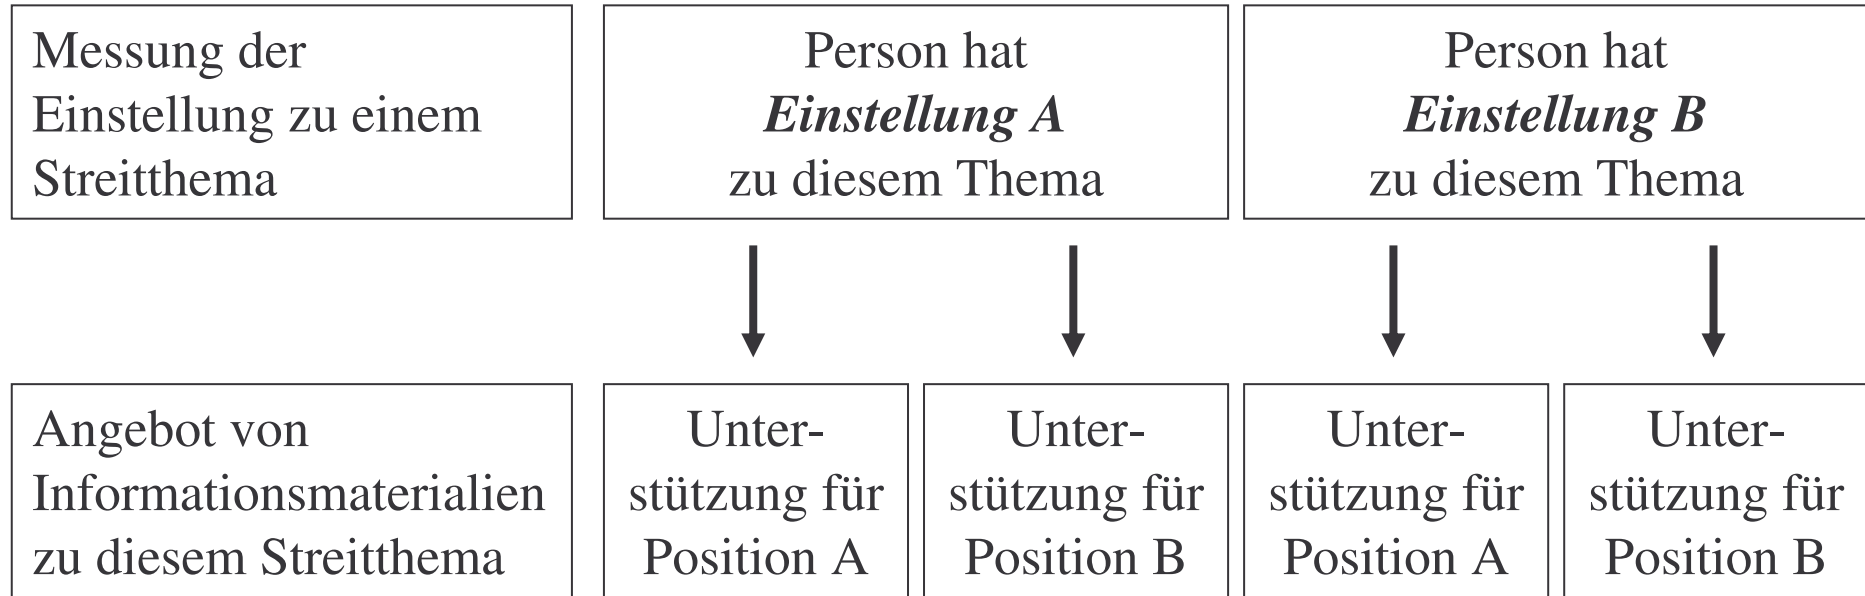 Messung der
Einstellung zu einem
Streitthema
Person hat
Einstellung A
zu diesem Thema
Person hat
Einstellung B
zu diesem Thema
Angebot von
Informationsmaterialien
zu diesem Streitthema
Unter-
stützung für
Position A
Unter-
stützung für
Position B
Unter-
stützung für
Position A
Unter-
stützung für
Position B